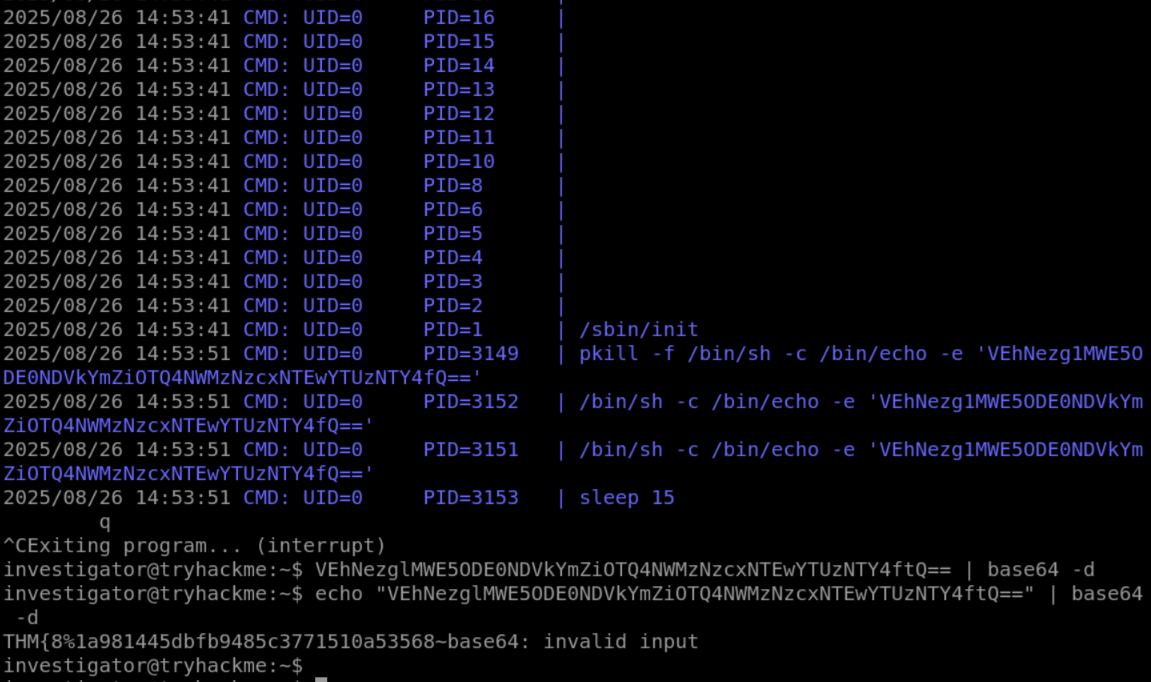 2025/08/26 14:53:41 CMD: UID=0     PID=16     |
2025/08/26 14:53:41 CMD: UID=0     PID=15     |
2025/08/26 14:53:41 CMD: UID=0     PID=14     |
2025/08/26 14:53:41 CMD: UID=0     PID=13     |
2025/08/26 14:53:41 CMD: UID=0     PID=12     |
2025/08/26 14:53:41 CMD: UID=0     PID=11     |
2025/08/26 14:53:41 CMD: UID=0     PID=10     |
2025/08/26 14:53:41 CMD: UID=0     PID=8      |
2025/08/26 14:53:41 CMD: UID=0     PID=6      |
2025/08/26 14:53:41 CMD: UID=0     PID=5      |
2025/08/26 14:53:41 CMD: UID=0     PID=4      |
2025/08/26 14:53:41 CMD: UID=0     PID=3      |
2025/08/26 14:53:41 CMD: UID=0     PID=2      |
2025/08/26 14:53:41 CMD: UID=0     PID=1      | /sbin/init
2025/08/26 14:53:51 CMD: UID=0     PID=3149   | pkill -f /bin/sh -c /bin/echo -e 'VEhNezg1MWE5O
DE0NDVkYmZiOTQ4NWMzNzcxNTEwYTUzNTY4fQ=='
2025/08/26 14:53:51 CMD: UID=0     PID=3152   | /bin/sh -c /bin/echo -e 'VEhNezg1MWE5ODE0NDVkYm
ZiOTQ4NWMzNzcxNTEwYTUzNTY4fQ=='
2025/08/26 14:53:51 CMD: UID=0     PID=3151   | /bin/sh -c /bin/echo -e 'VEhNezg1MWE5ODE0NDVkYm
ZiOTQ4NWMzNzcxNTEwYTUzNTY4fQ=='
2025/08/26 14:53:51 CMD: UID=0     PID=3153   | sleep 15
q
^CExiting program... (interrupt)
investigator@tryhackme:~$ VEhNezglMWE5ODE0NDVkYmZiOTQ4NWMzNzcxNTEwYTUzNTY4ftQ== | base64 -d
investigator@tryhackme:~$ echo "VEhNezglMWE5ODE0NDVkYmZiOTQ4NWMzNzcxNTEwYTUzNTY4ftQ==" | base64
-d
THM{8%1a981445dbfb9485c3771510a53568~base64: invalid input
investigator@tryhackme:~$